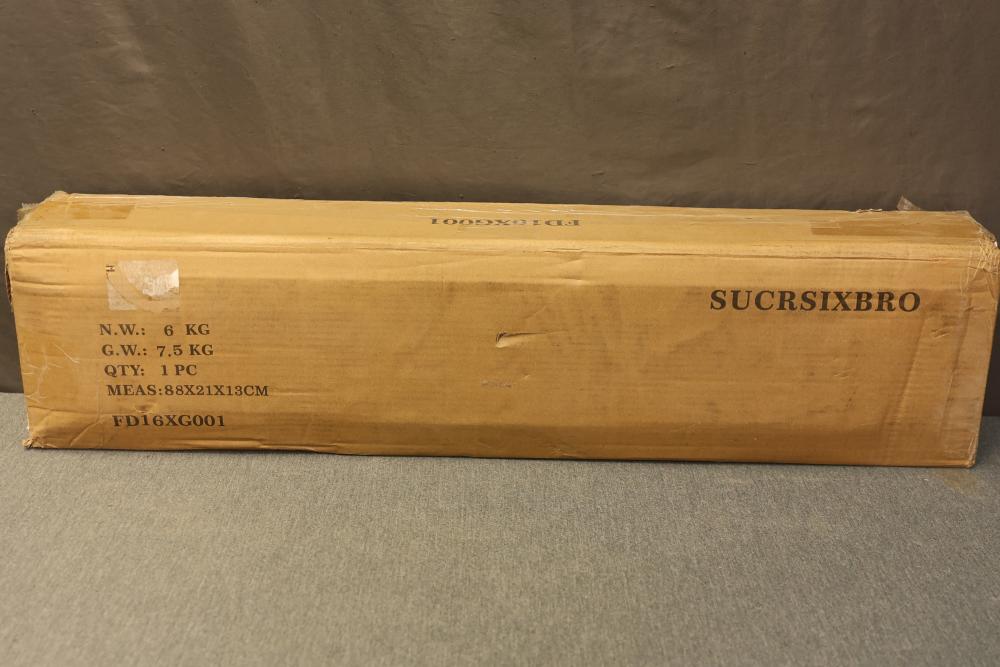 FD16XG001
H
SUCRSIXBRO
N.W.: 6 KG
G.W.: 7.5 KG
QTY: 1 PC
MEAS:88X21X13CM
FD16XG001